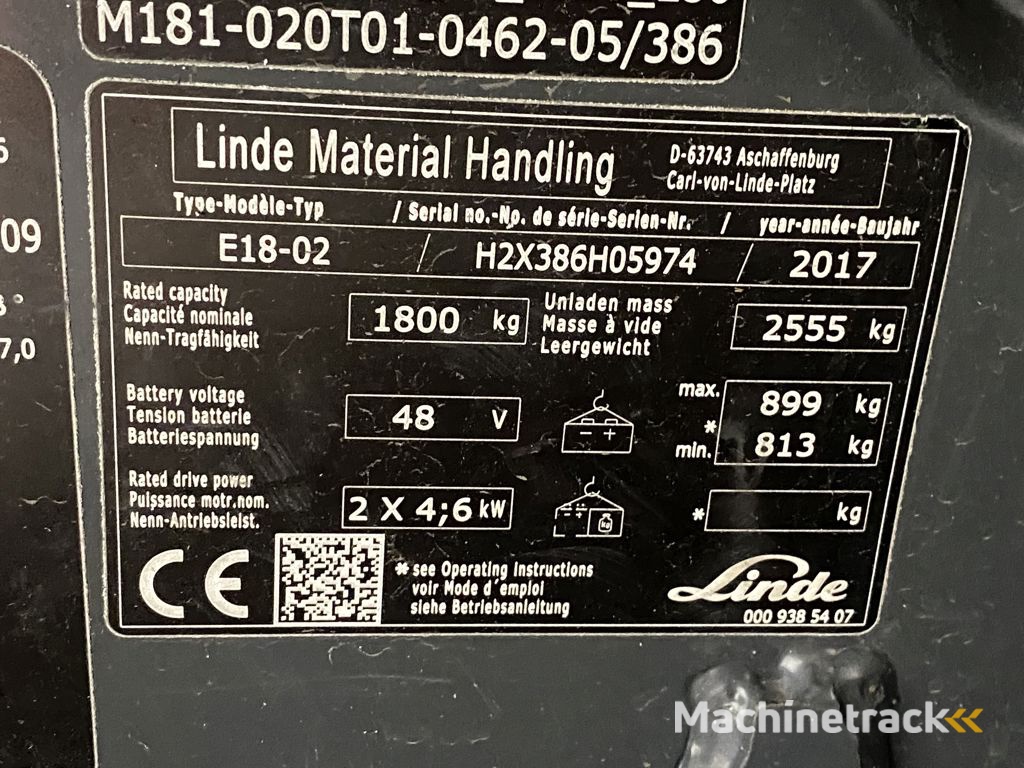 M181-020T01-0462-05/386
Linde Material Handling
D-63743 Aschaffenburg
Carl-von-Linde-Platz
Type-Modèle-Typ / Serial no.-No. de série-Serien-Nr. / year-année-Baujahr
E18-02 / H2X386H05974 / 2017
Rated capacity
Capacité nominale
Nenn-Tragfähigkeit
1800 kg
Unladen mass
Masse à vide
Leergewicht
2555 kg
Battery voltage
Tension batterie
Batteriespannung
48 V
- +
max. 899 kg
*
min. 813 kg
Rated drive power
Puissance motr.nom.
Nenn-Antriebsleist.
2 X 4;6 kW
kg
* kg
CE
* see Operating Instructions
voir Mode d'emploi
siehe Betriebsanleitung
Linde
000 938 54 07
09
7,0
Machinetrack